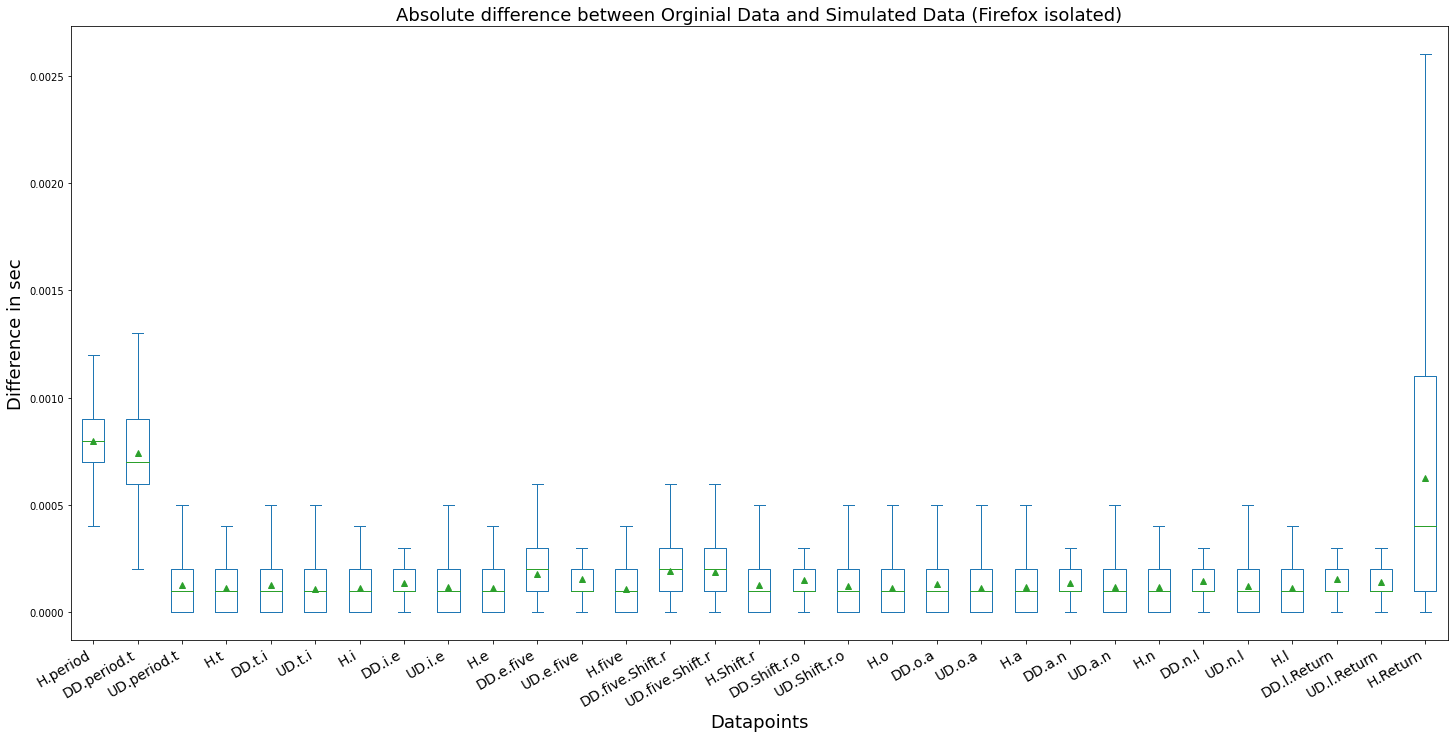 Absolute difference between Orginial Data and Simulated Data (Firefox isolated)
Difference in sec
0.0025
0.0020
0.0015
0.0010
0.0005
0.0000
H.period
DD.period.t
UD.period.t
H.t
DD.t.i
UD.t.i
H.i
DD.i.e
UD.i.e
H.e
DD.e.five
UD.e.five
H.five
DD.five.Shift.r
UD.five.Shift.r
H.Shift.r
DD.Shift.r.o
UD.Shift.r.o
H.o
DD.o.a
UD.o.a
H.a
DD.a.n
UD.a.n
H.n
DD.n.l
UD.n.l
H.l
DD.l.Return
UD.l.Return
H.Return
Datapoints